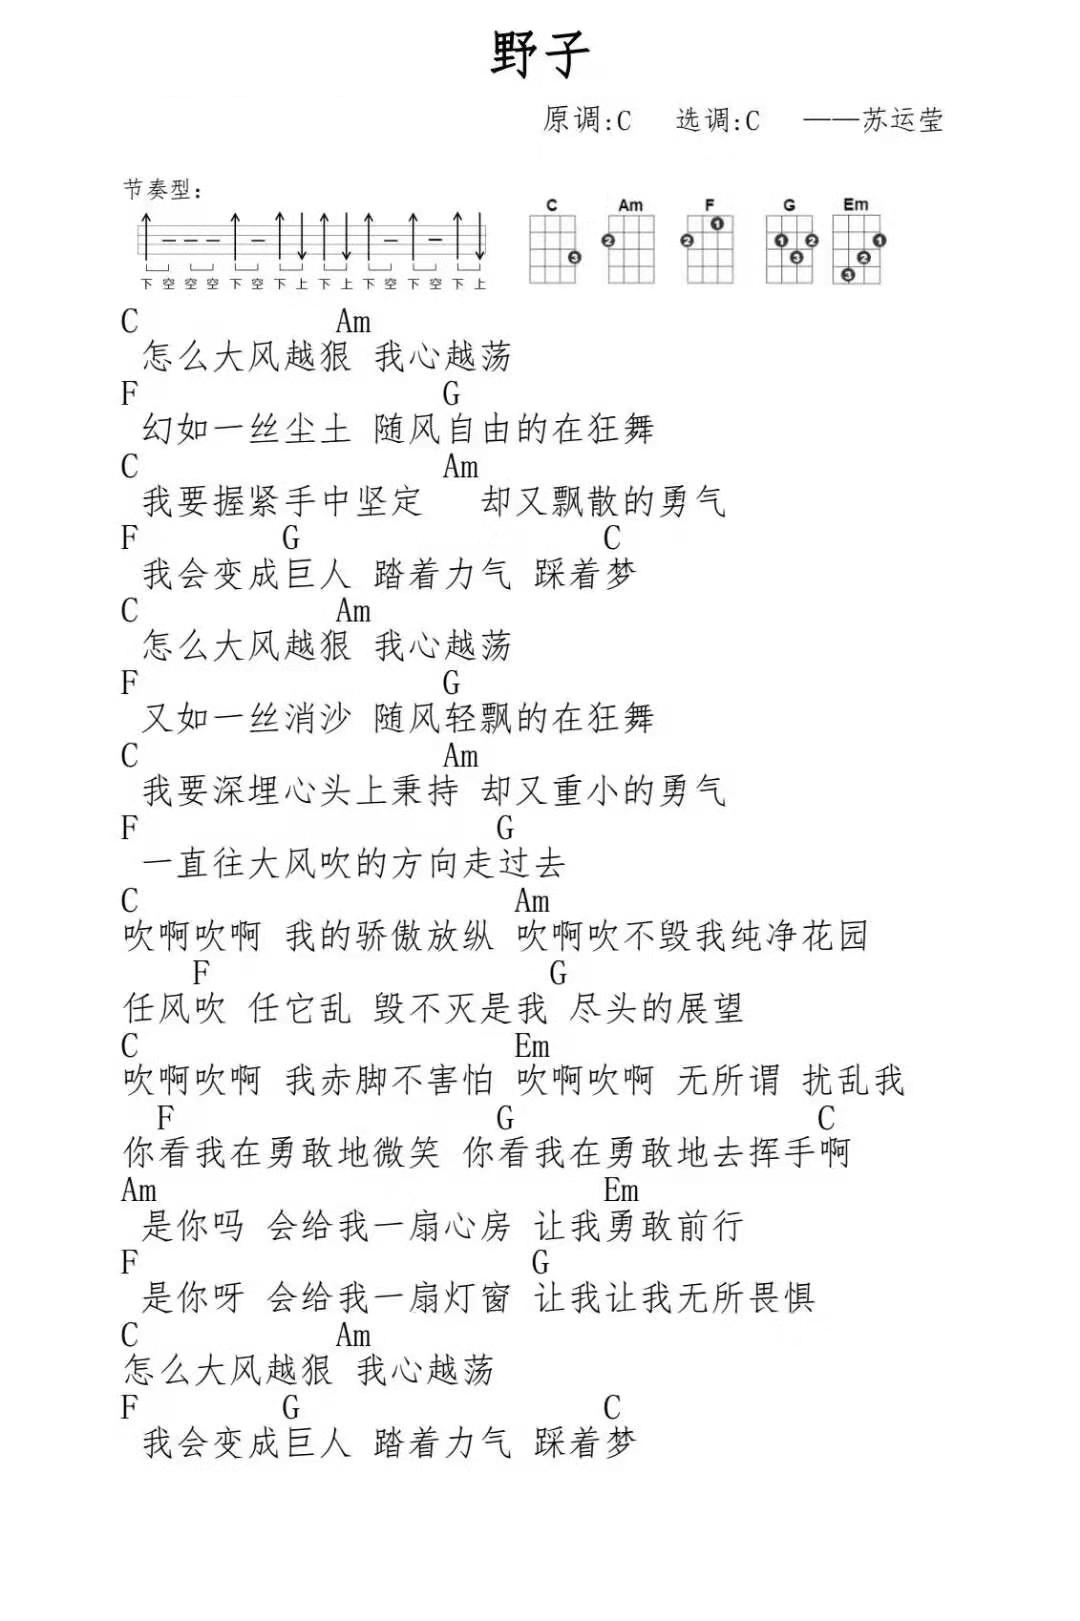 野子
原调:C 选调:C ——苏运莹
节奏型:
C Am F G Em
2 1 1 2 1
3 2 3 2
3
下 空 空 空 下 空 下 上 下 上 下 空 下 空 下 上
C Am
怎么大风越狠 我心越荡
F G
幻如一丝尘土 随风自由的在狂舞
C Am
我要握紧手中坚定 却又飘散的勇气
F G C
我会变成巨人 踏着力气 踩着梦
C Am
怎么大风越狠 我心越荡
F G
又如一丝消沙 随风轻飘的在狂舞
C Am
我要深埋心头上秉持 却又重小的勇气
F G
一直往大风吹的方向走过去
C Am
吹啊吹啊 我的骄傲放纵 吹啊吹不毁我纯净花园
F G
任风吹 任它乱 毁不灭是我 尽头的展望
C Em
吹啊吹啊 我赤脚不害怕 吹啊吹啊 无所谓 扰乱我
F G C
你看我在勇敢地微笑 你看我在勇敢地去挥手啊
Am Em
是你吗 会给我一扇心房 让我勇敢前行
F G
是你呀 会给我一扇灯窗 让我让我无所畏惧
C Am
怎么大风越狠 我心越荡
F G C
我会变成巨人 踏着力气 踩着梦